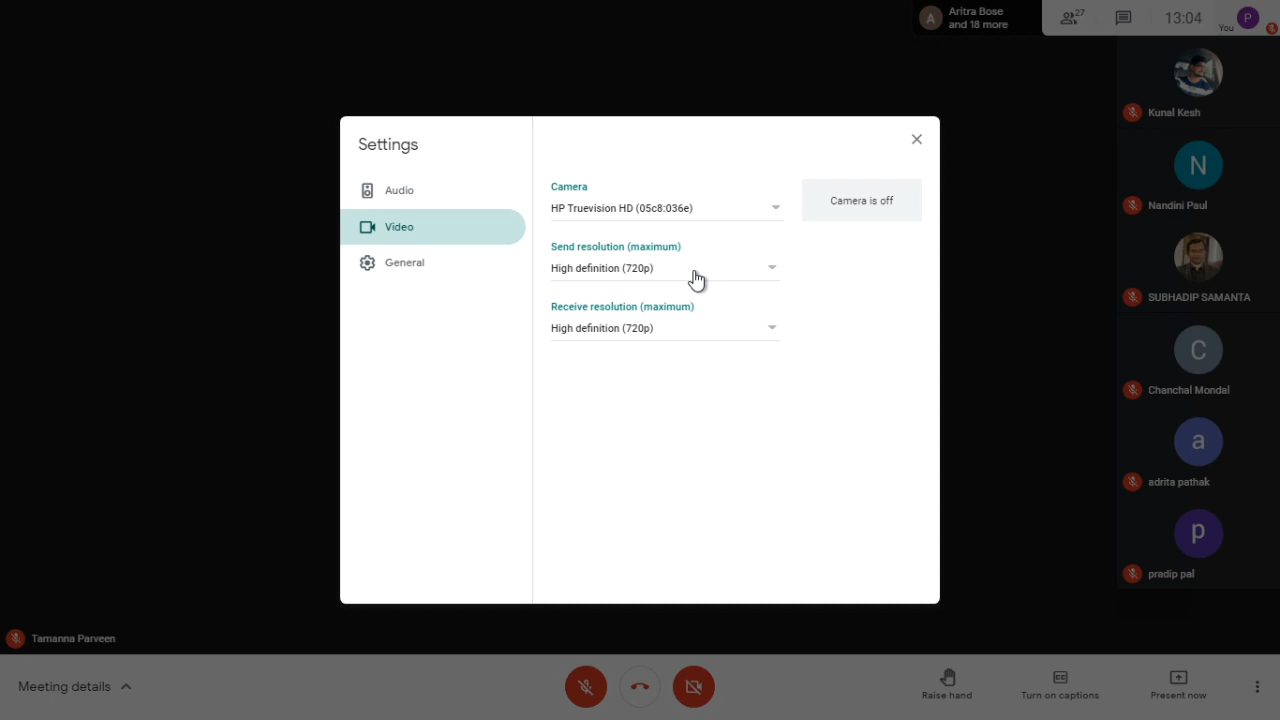 A
Aritra Bose
and 18 more
27
13:04
You
P
Settings
Audio
Video
General
Camera
HP Truevision HD (05c8:036e)
Camera is off
Send resolution (maximum)
High definition (720p)
Receive resolution (maximum)
High definition (720p)
Kunal Kesh
N
Nandini Paul
SUBHADIP SAMANTA
C
Chanchal Mondal
a
adrita pathak
p
pradip pal
Tamanna Parveen
Meeting details
Raise hand
CC
Turn on captions
Present now